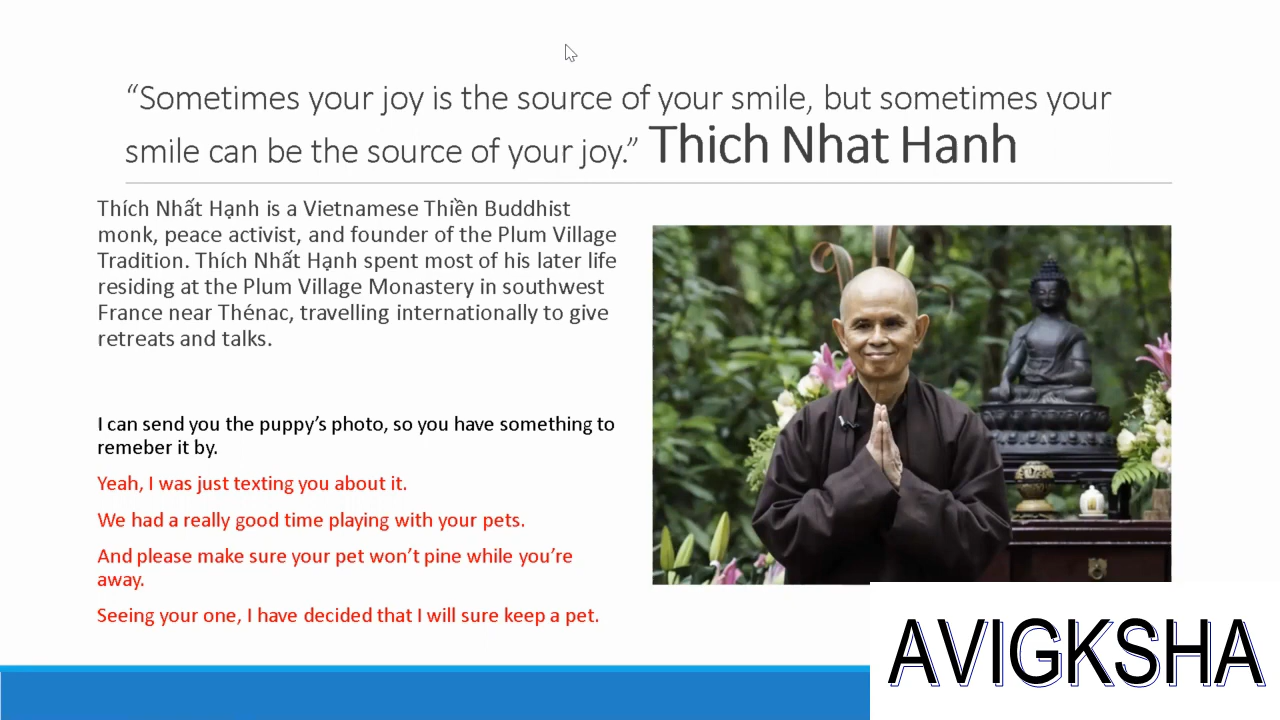 “Sometimes your joy is the source of your smile, but sometimes your
smile can be the source of your joy.” Thich Nhat Hanh
Thích Nhất Hạnh is a Vietnamese Thiền Buddhist
monk, peace activist, and founder of the Plum Village
Tradition. Thích Nhất Hạnh spent most of his later life
residing at the Plum Village Monastery in southwest
France near Thénac, travelling internationally to give
retreats and talks.
I can send you the puppy’s photo, so you have something to
remeber it by.
Yeah, I was just texting you about it.
We had a really good time playing with your pets.
And please make sure your pet won’t pine while you’re
away.
Seeing your one, I have decided that I will sure keep a pet.
AVIGKSHA